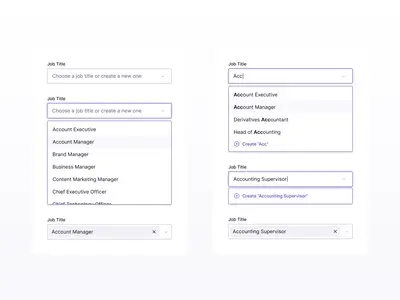 Job Title
Choose a job title or create a new one
Job Title
Choose a job title or create a new one
Account Executive
Account Manager
Brand Manager
Business Manager
Content Marketing Manager
Chief Executive Officer
Chief Technology Officer
Job Title
Account Manager
Job Title
Acc
Account Executive
Account Manager
Derivatives Accountant
Head of Accounting
Create "Acc"
Job Title
Accounting Supervisor
Create "Accounting Supervisor"
Job Title
Accounting Supervisor